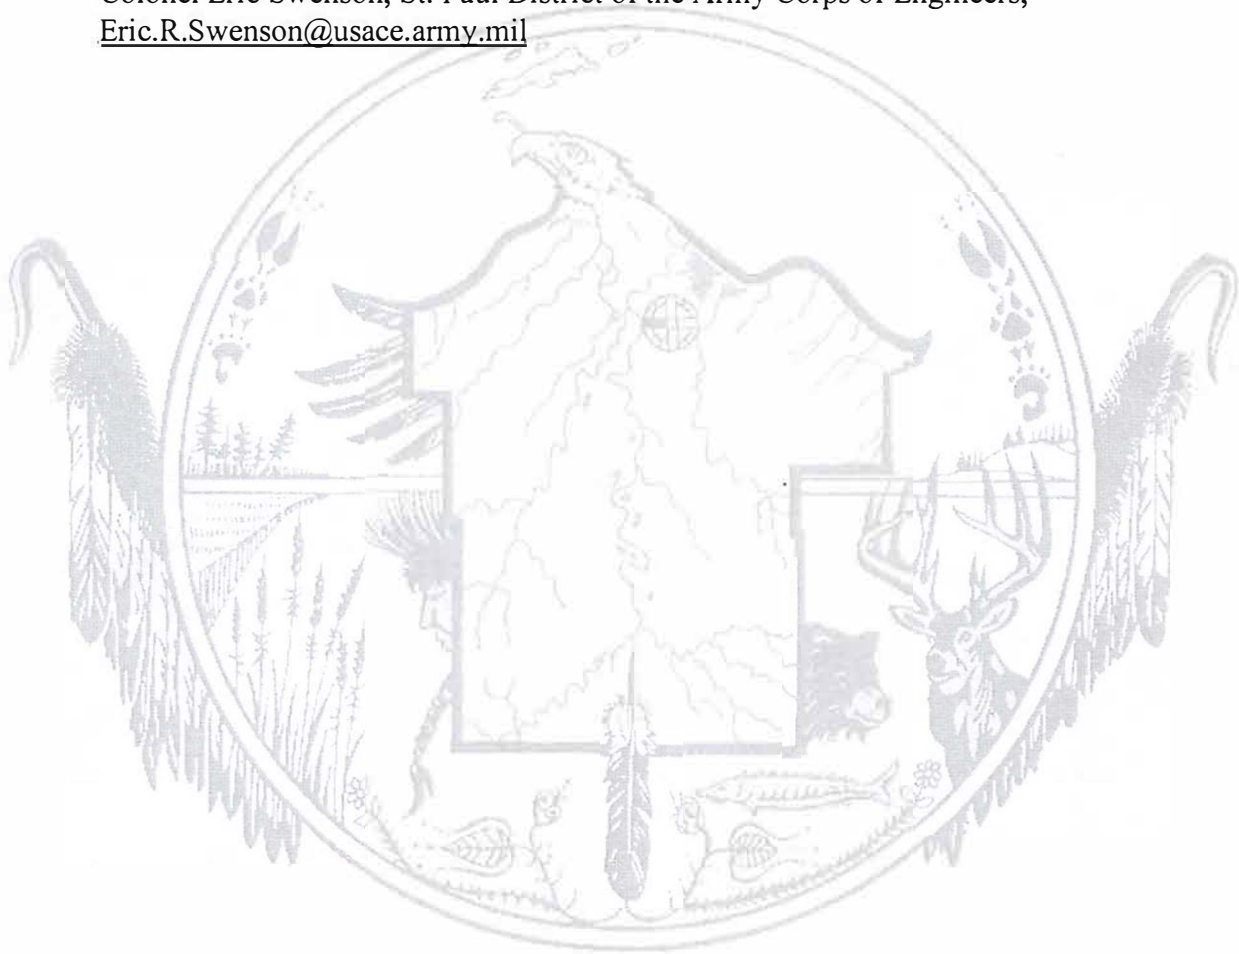 Colonel Eric Swenson, St. Paul District of the Army Corps of Engineers,
Eric.R.Swenson@usace.army.mil